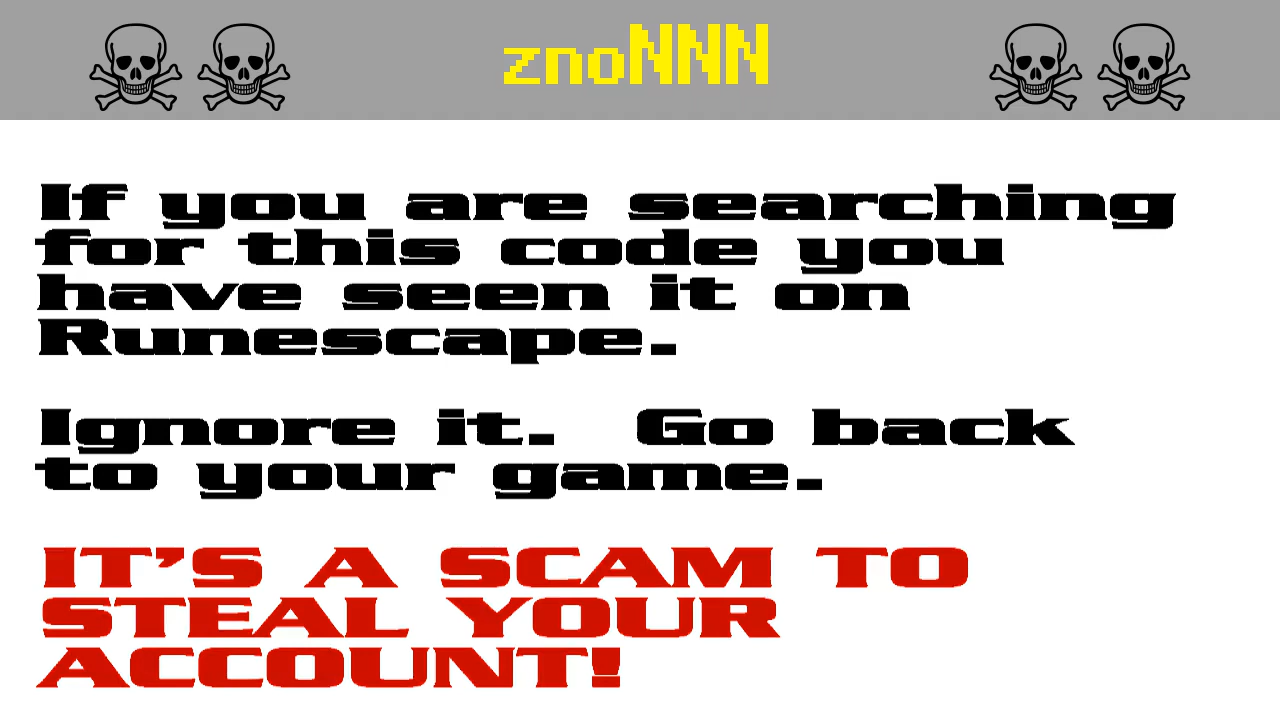 znoNNN
If you are searching
for this code you
have seen it on
Runescape.
Ignore it.  Go back
to your game.
IT'S A SCAM TO
STEAL YOUR
ACCOUNT!